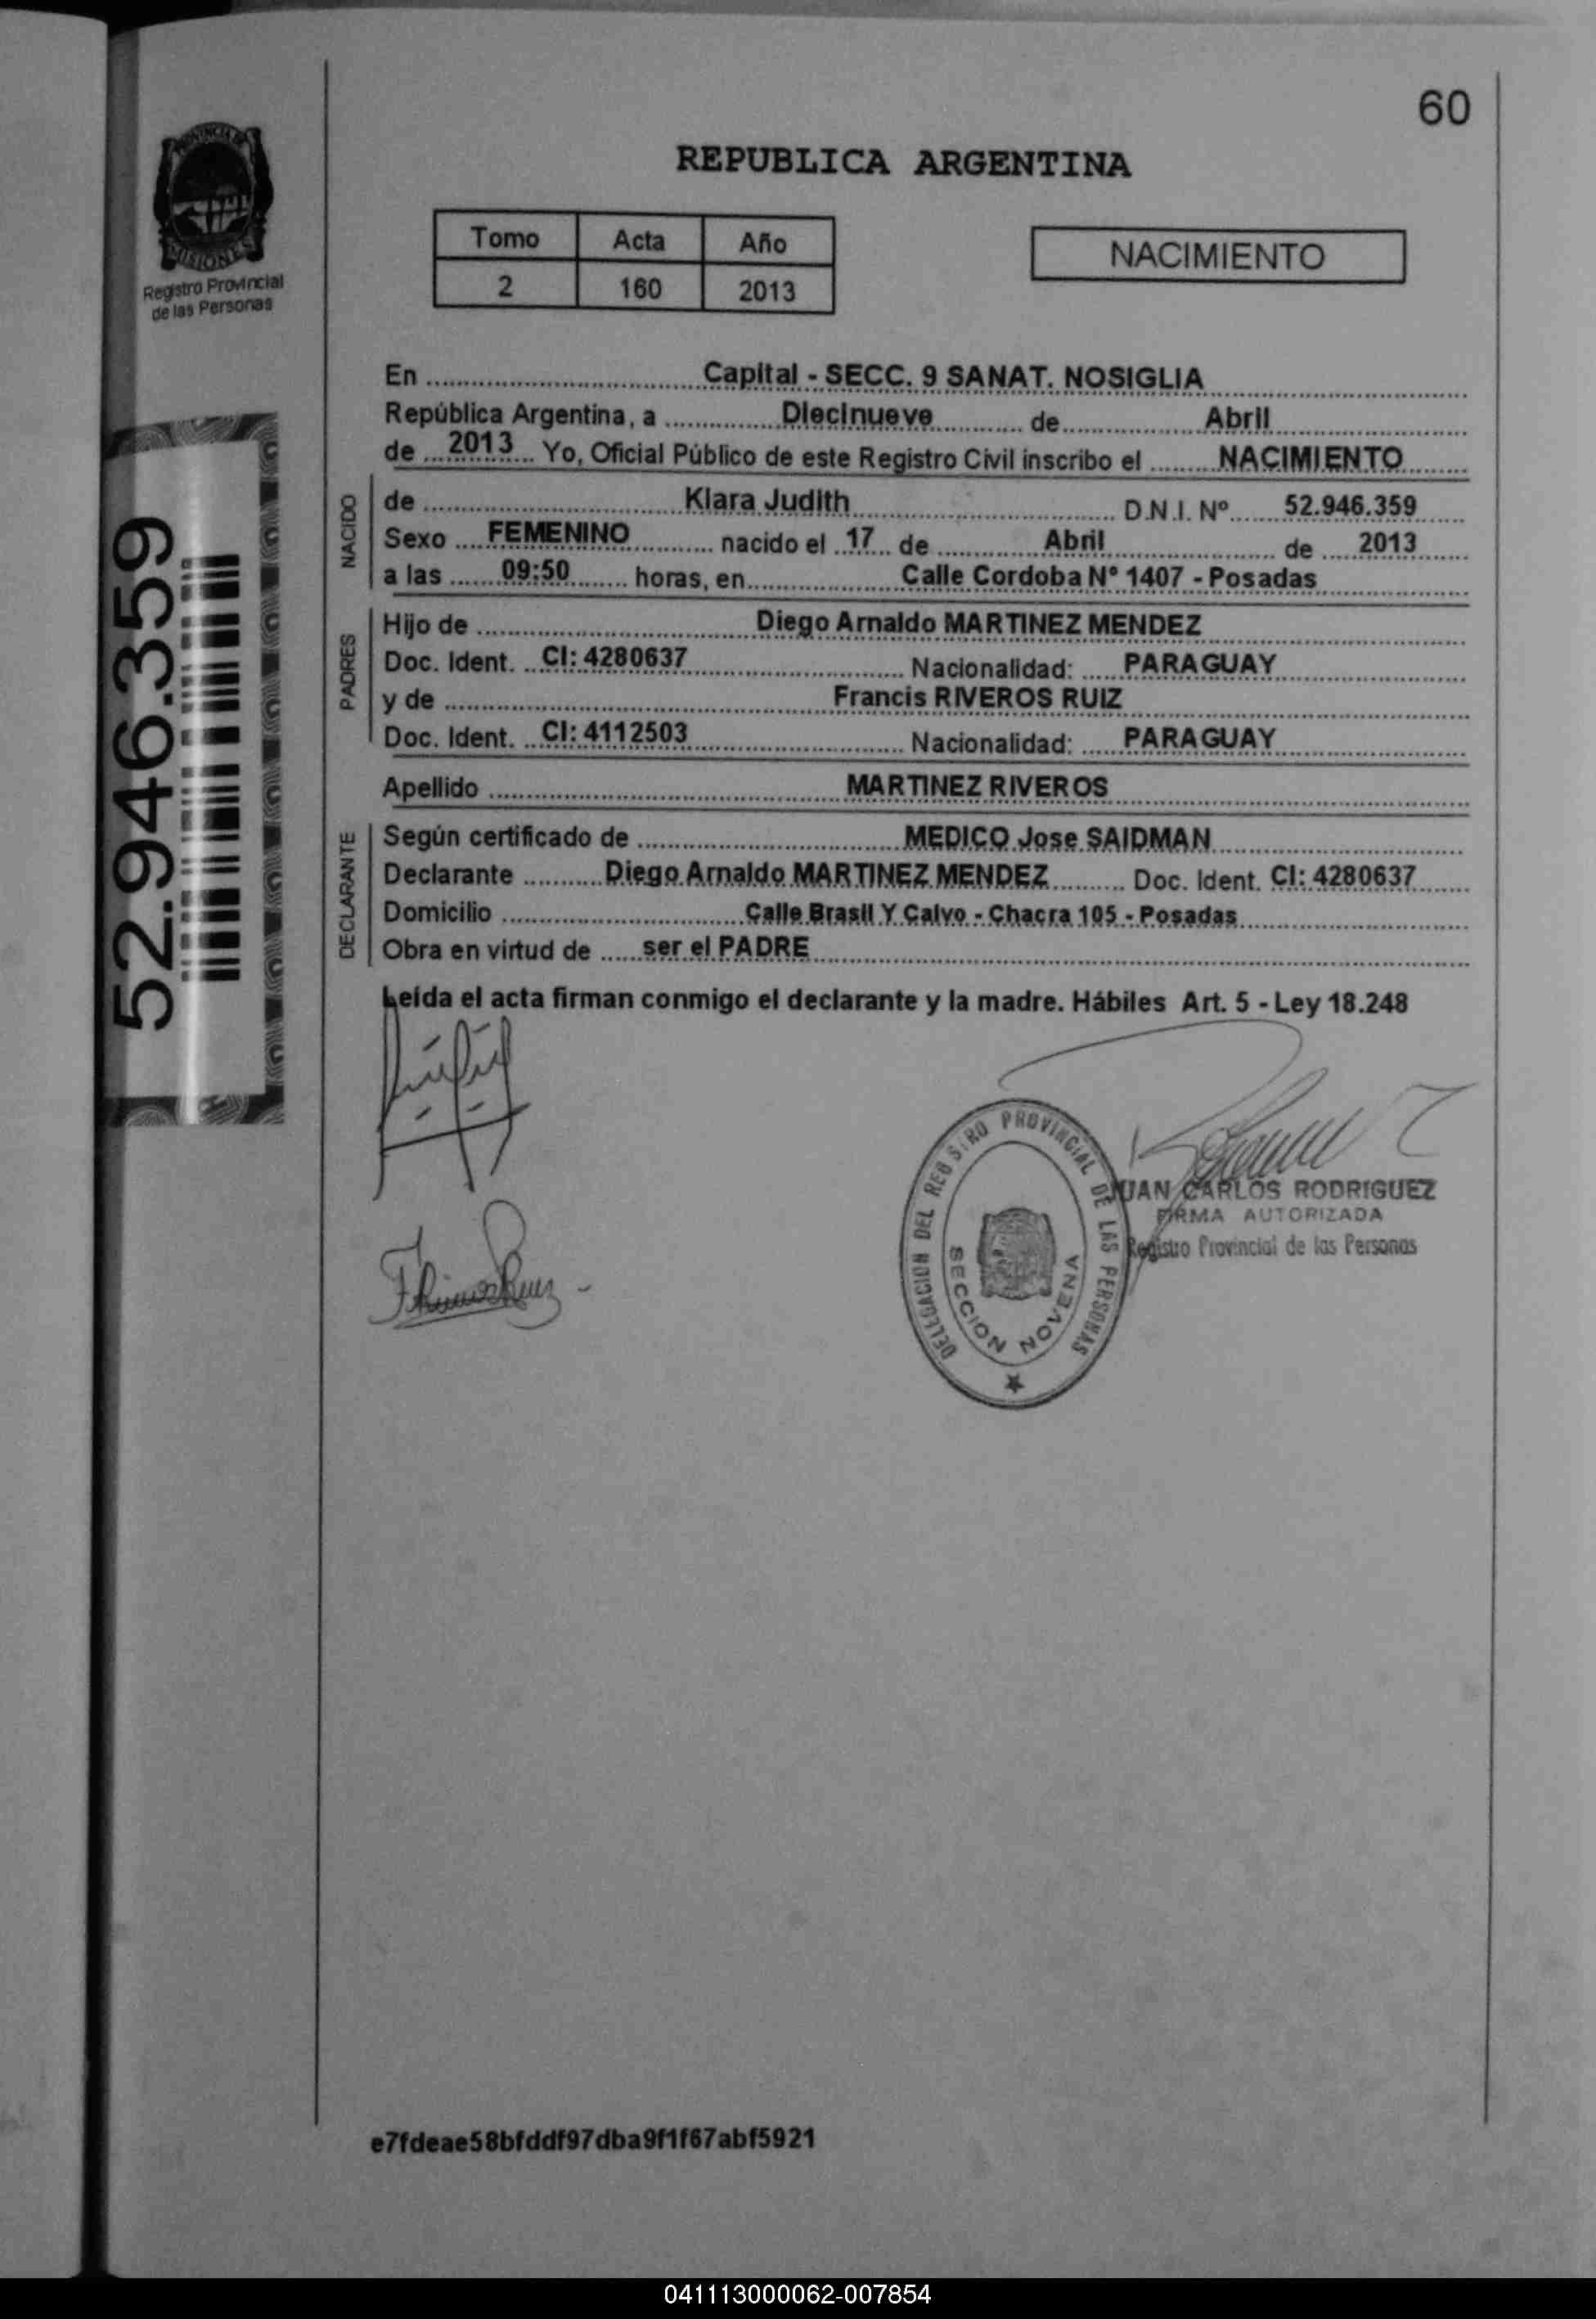 60
PROVINCIA DE
MISIONES
Registro Provincial
de las Personas
REPUBLICA ARGENTINA
Tomo Acta Año
2 160 2013
NACIMIENTO
En Capital - SECC. 9 SANAT. NOSIGLIA
República Argentina, a Diecinueve de Abril
de 2013 Yo, Oficial Público de este Registro Civil inscribo el NACIMIENTO
NACIDO
de Klara Judith D.N.I. Nº 52.946.359
Sexo FEMENINO nacido el 17 de Abril de 2013
a las 09:50 horas, en Calle Cordoba Nº 1407 - Posadas
PADRES
Hijo de Diego Arnaldo MARTINEZ MENDEZ
Doc. Ident. CI: 4280637 Nacionalidad: PARAGUAY
y de Francis RIVEROS RUIZ
Doc. Ident. CI: 4112503 Nacionalidad: PARAGUAY
Apellido MARTINEZ RIVEROS
DECLARANTE
Según certificado de MEDICO Jose SAIDMAN
Declarante Diego Arnaldo MARTINEZ MENDEZ Doc. Ident. CI: 4280637
Domicilio Calle Brasil Y Calvo - Chacra 105 - Posadas
Obra en virtud de ser el PADRE
Leída el acta firman conmigo el declarante y la madre. Hábiles Art. 5 - Ley 18.248
52.946.359
DELEGACION DEL REGISTRO PROVINCIAL DE LAS PERSONAS
SECCION NOVENA
JUAN CARLOS RODRIGUEZ
FIRMA AUTORIZADA
Registro Provincial de las Personas
e7fdeae58bfddf97dba9f1f67abf5921
041113000062-007854